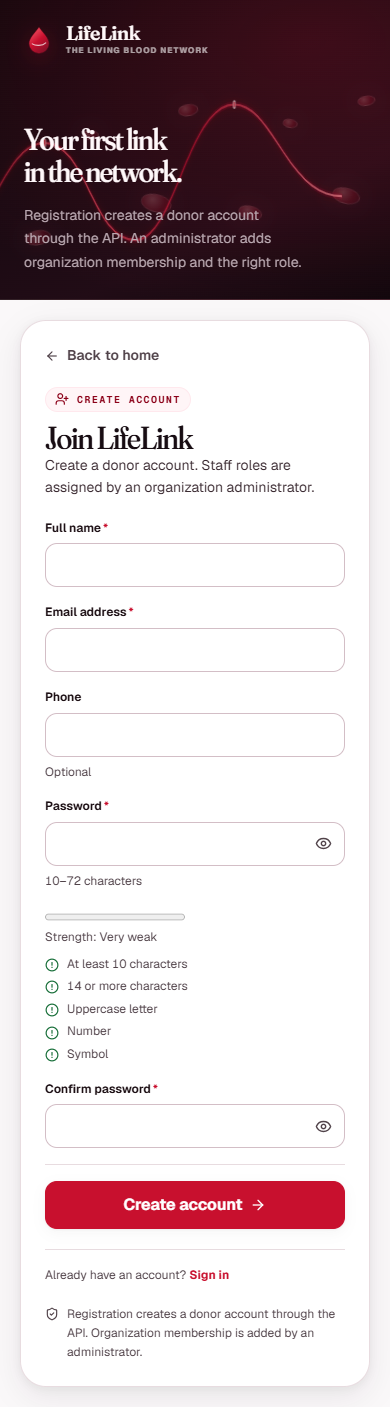 LifeLink
THE LIVING BLOOD NETWORK
Your first link
in the network.
Registration creates a donor account
through the API. An administrator adds
organization membership and the right role.
Back to home
CREATE ACCOUNT
Join LifeLink
Create a donor account. Staff roles are
assigned by an organization administrator.
Full name *
Email address *
Phone
Optional
Password *
10–72 characters
Strength: Very weak
At least 10 characters
14 or more characters
Uppercase letter
Number
Symbol
Confirm password *
Create account
Already have an account? Sign in
Registration creates a donor account through the
API. Organization membership is added by an
administrator.